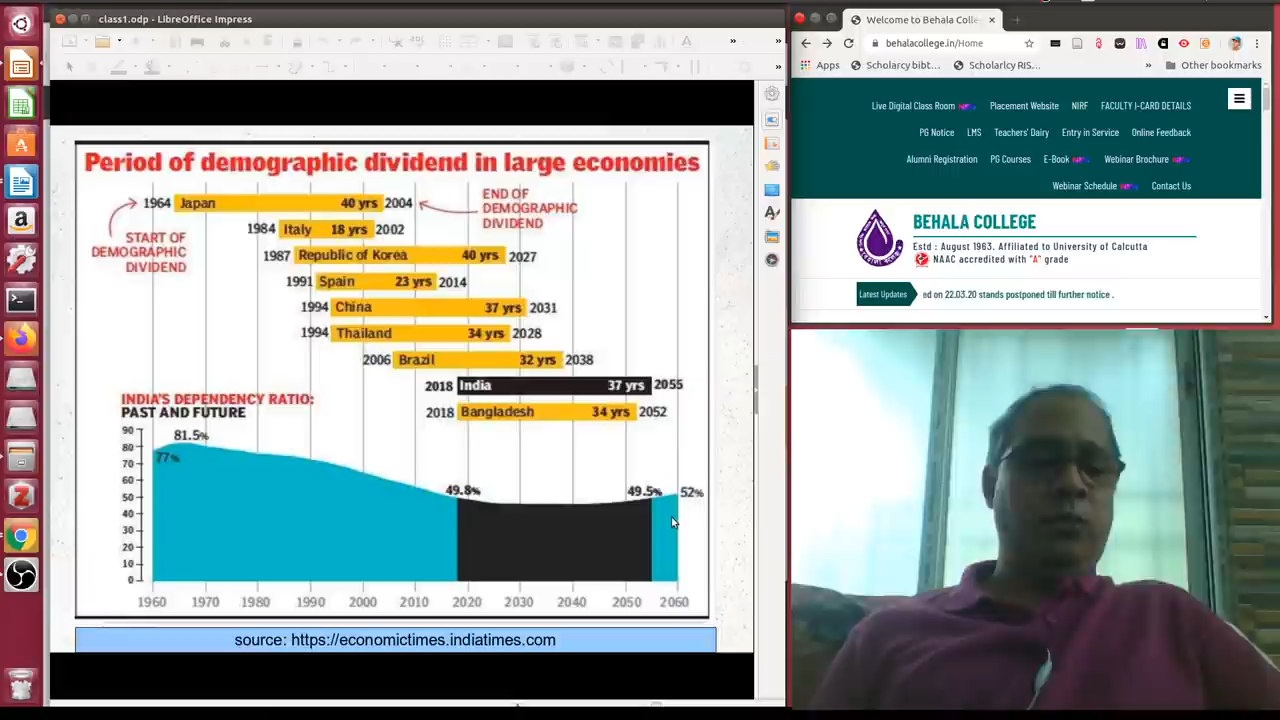 class1.odp - LibreOffice Impress
Period of demographic dividend in large economies
1964 Japan 40 yrs 2004
END OF
DEMOGRAPHIC
DIVIDEND
START OF
DEMOGRAPHIC
DIVIDEND
1984 Italy 18 yrs 2002
1987 Republic of Korea 40 yrs 2027
1991 Spain 23 yrs 2014
1994 China 37 yrs 2031
1994 Thailand 34 yrs 2028
2006 Brazil 32 yrs 2038
2018 India 37 yrs 2055
2018 Bangladesh 34 yrs 2052
INDIA'S DEPENDENCY RATIO:
PAST AND FUTURE
90
80
70
60
50
40
30
20
10
0
81.5%
77%
49.8%
49.5%
52%
1960 1970 1980 1990 2000 2010 2020 2030 2040 2050 2060
source: https://economictimes.indiatimes.com
Welcome to Behala Colle
behalacollege.in/Home
Apps Scholarcy bibt... Scholarlcy RIS... » Other bookmarks
Live Digital Class Room Placement Website NIRF FACULTY I-CARD DETAILS
PG Notice LMS Teachers' Dairy Entry in Service Online Feedback
Alumni Registration PG Courses E-Book Webinar Brochure
Webinar Schedule Contact Us
BEHALA COLLEGE
Estd : August 1963. Affiliated to University of Calcutta
NAAC accredited with "A" grade
Latest Updates ed on 22.03.20 stands postponed till further notice .